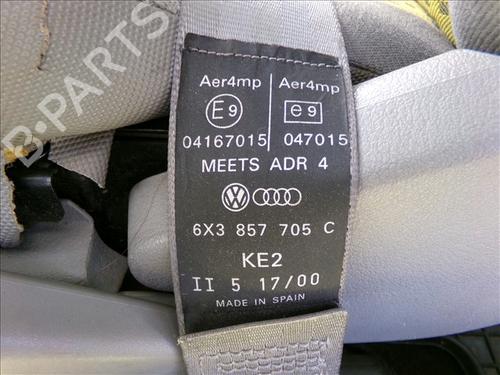 B-PARTS
Aer4mp Aer4mp
E9 e9
04167015 047015
MEETS ADR 4
VW
6X3 857 705 C
KE2
II 5 17/00
MADE IN SPAIN